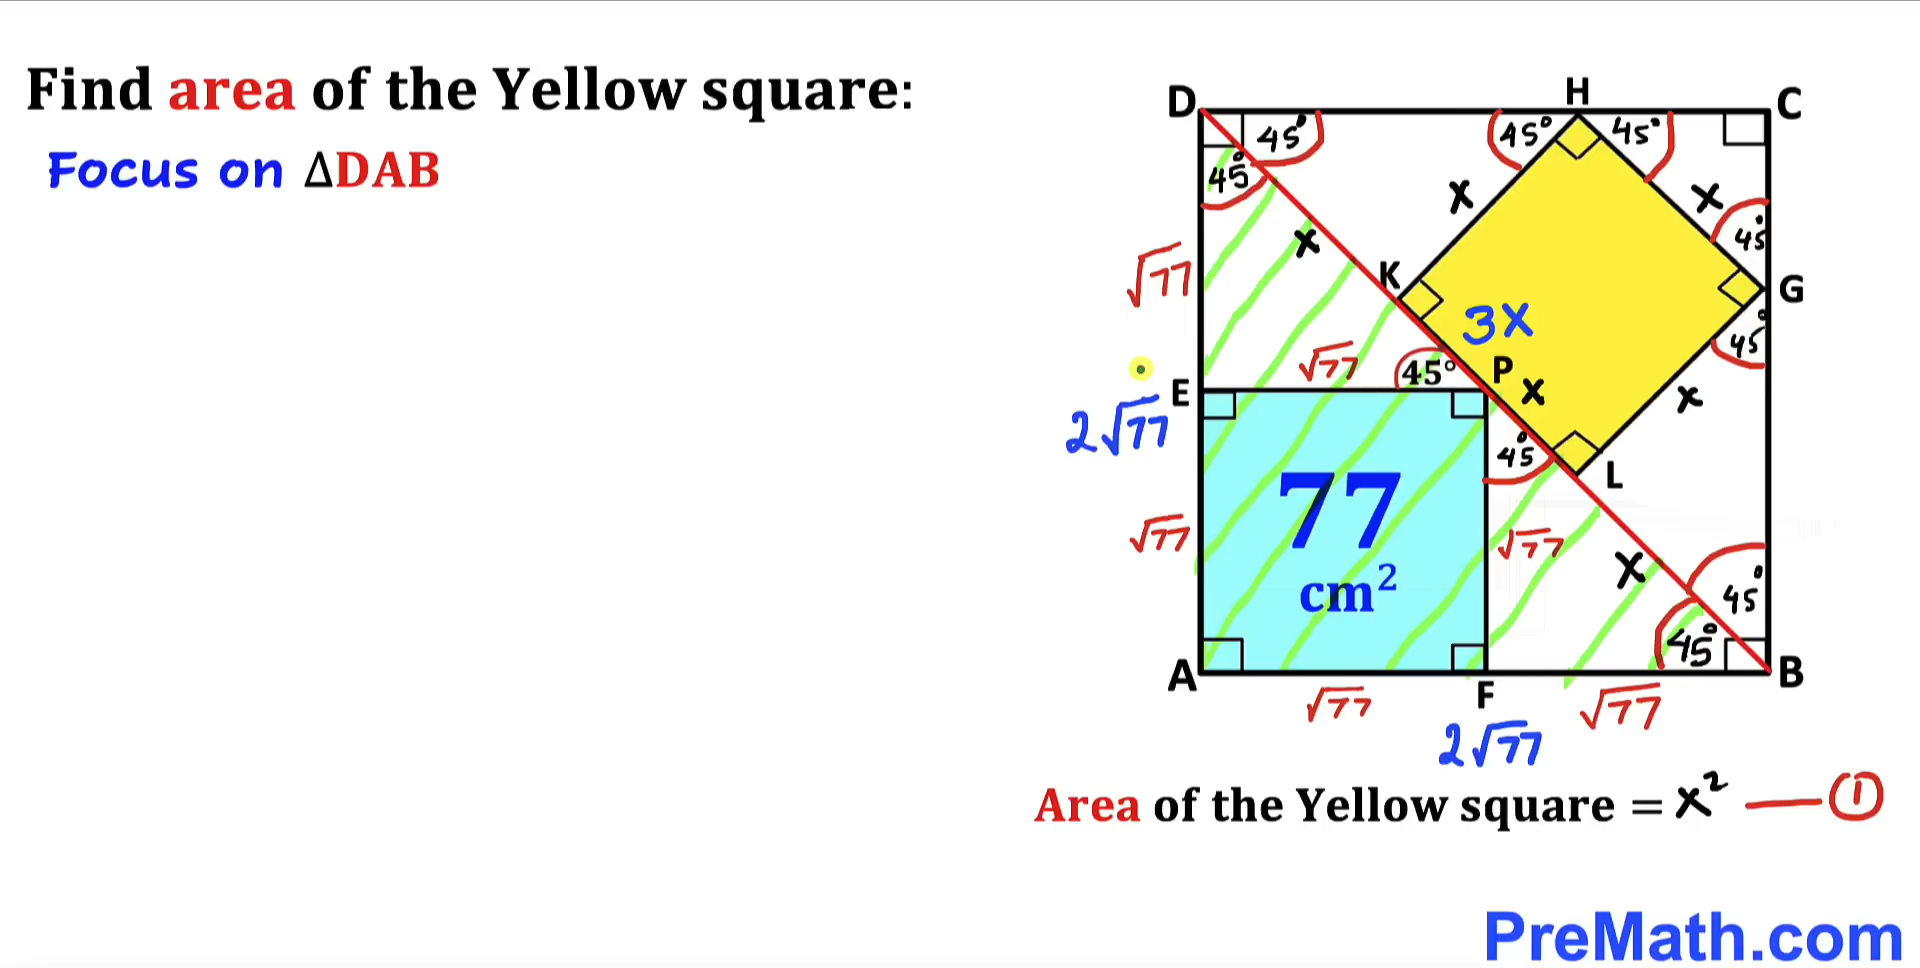 Find area of the Yellow square:
Focus on ΔDAB
D
H
C
45°
45°
45°
45°
x
x
45°
x
√77
K
G
3x
45°
√77
45°
P
x
x
E
2√77
45°
L
77
√77
√77
x
cm²
45°
45°
A
F
B
√77
√77
2√77
Area of the Yellow square = x² — ①
PreMath.com